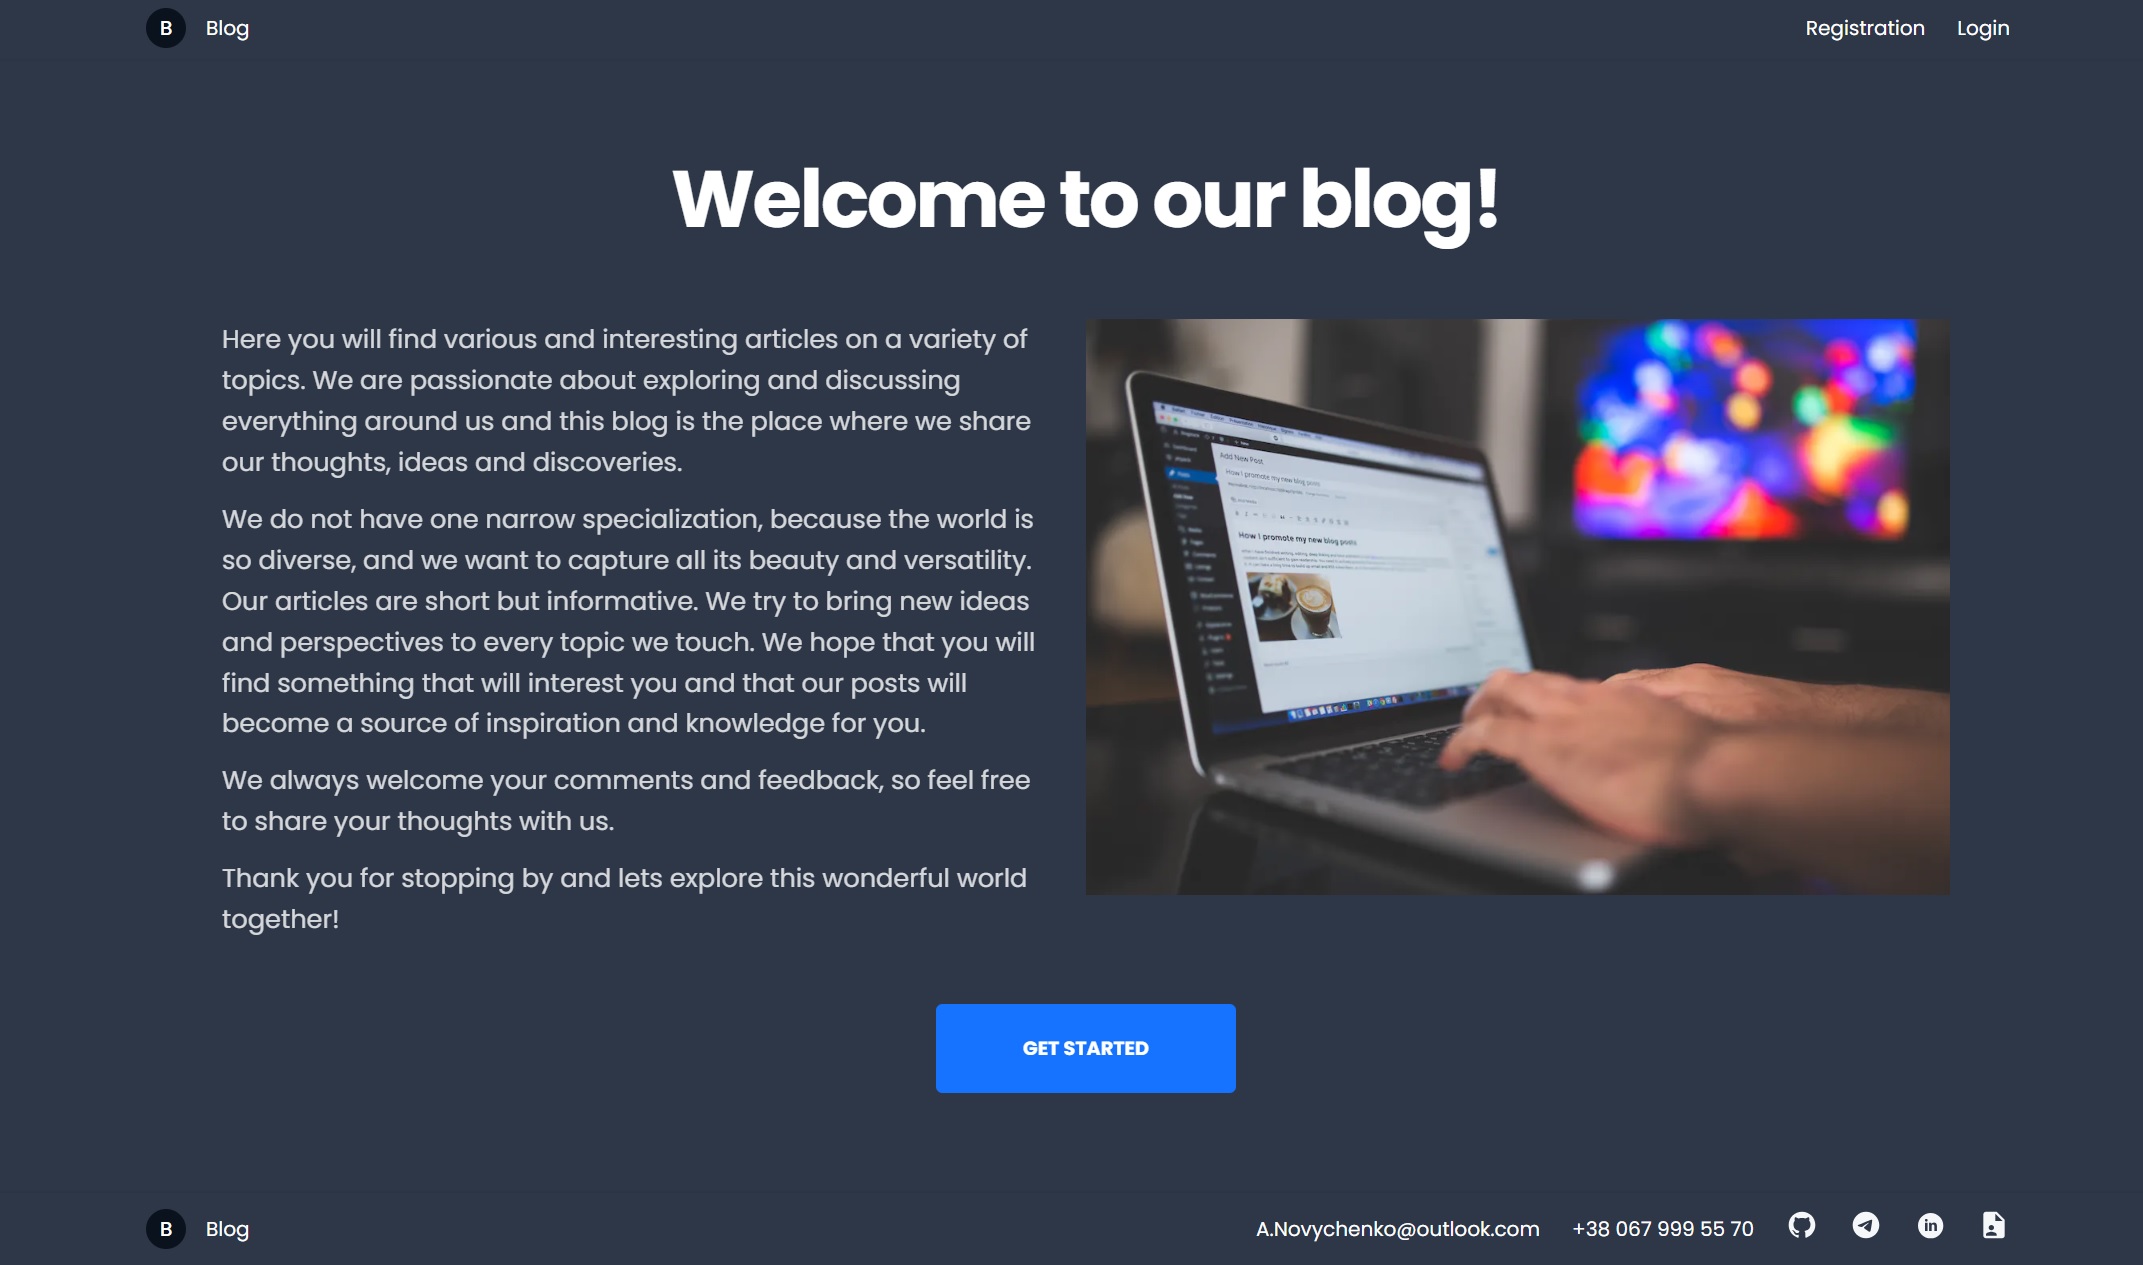 B Blog Registration Login
Welcome to our blog!
Here you will find various and interesting articles on a variety of
topics. We are passionate about exploring and discussing
everything around us and this blog is the place where we share
our thoughts, ideas and discoveries.
We do not have one narrow specialization, because the world is
so diverse, and we want to capture all its beauty and versatility.
Our articles are short but informative. We try to bring new ideas
and perspectives to every topic we touch. We hope that you will
find something that will interest you and that our posts will
become a source of inspiration and knowledge for you.
We always welcome your comments and feedback, so feel free
to share your thoughts with us.
Thank you for stopping by and lets explore this wonderful world
together!
Add New Post
How I promote my new blog posts
How I promote my new blog posts
GET STARTED
B Blog A.Novychenko@outlook.com +38 067 999 55 70 in